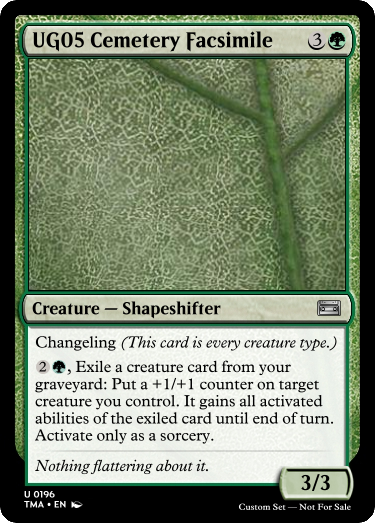 UG05 Cemetery Facsimile 3
Creature — Shapeshifter
Changeling (This card is every creature type.)
2 , Exile a creature card from your
graveyard: Put a +1/+1 counter on target
creature you control. It gains all activated
abilities of the exiled card until end of turn.
Activate only as a sorcery.
Nothing flattering about it.
3/3
U 0196
TMA • EN
Custom Set — Not For Sale